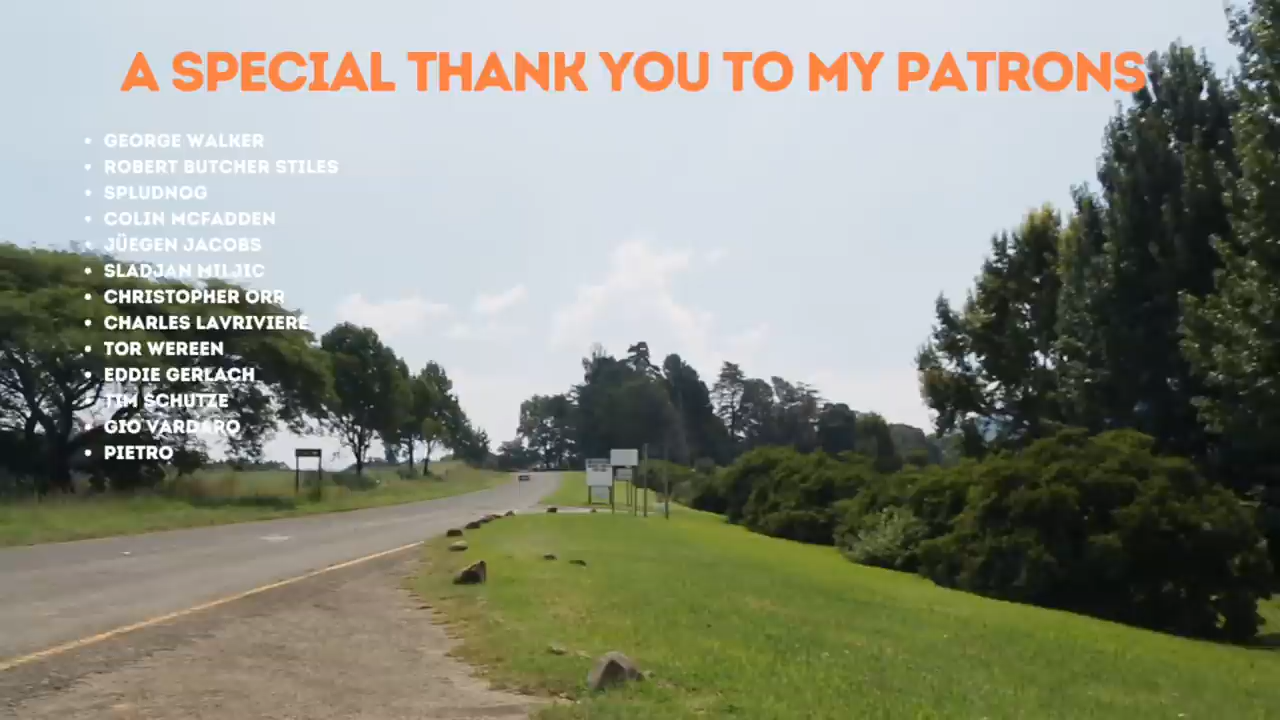 A SPECIAL THANK YOU TO MY PATRONS
• GEORGE WALKER
• ROBERT BUTCHER STILES
• SPLUDNOG
• COLIN MCFADDEN
• JÜEGEN JACOBS
• SLADJAN MILJIC
• CHRISTOPHER ORR
• CHARLES LAVRIVIERE
• TOR WEREEN
• EDDIE GERLACH
• TIM SCHUTZE
• GIO VARDARO
• PIETRO